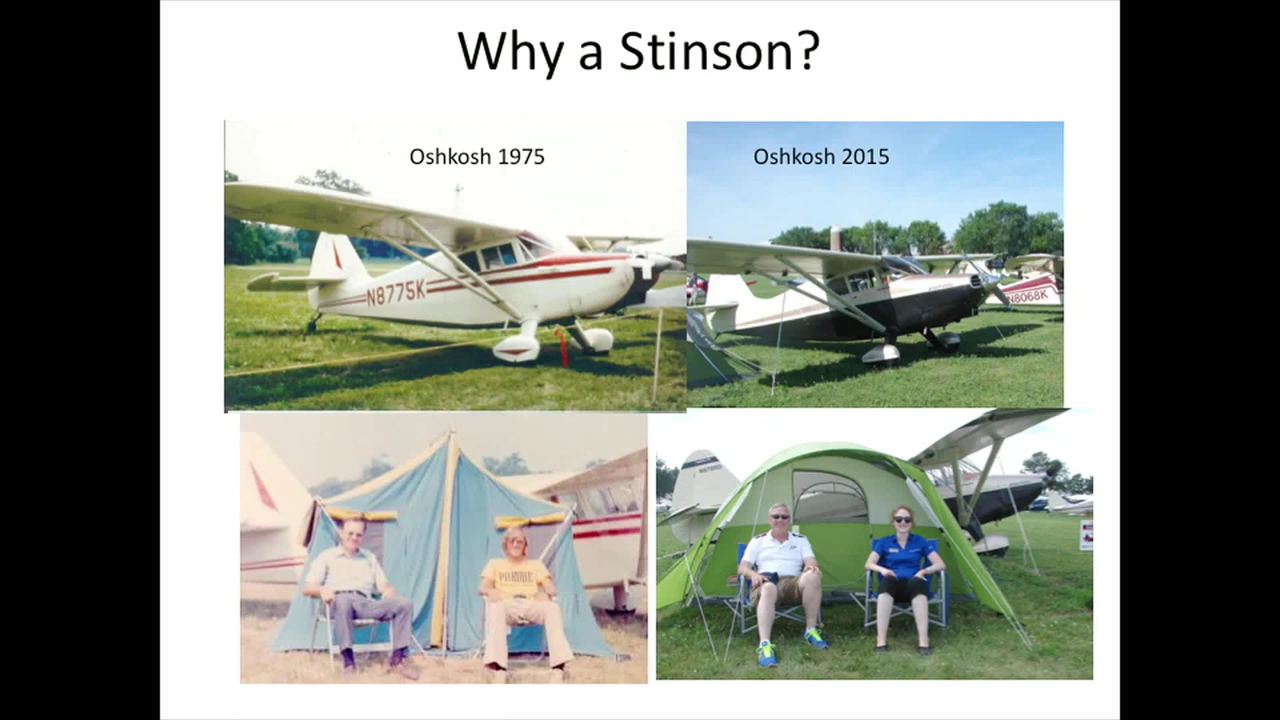 Why a Stinson?
Oshkosh 1975
Oshkosh 2015
N8775K
N8068K
PURDUE